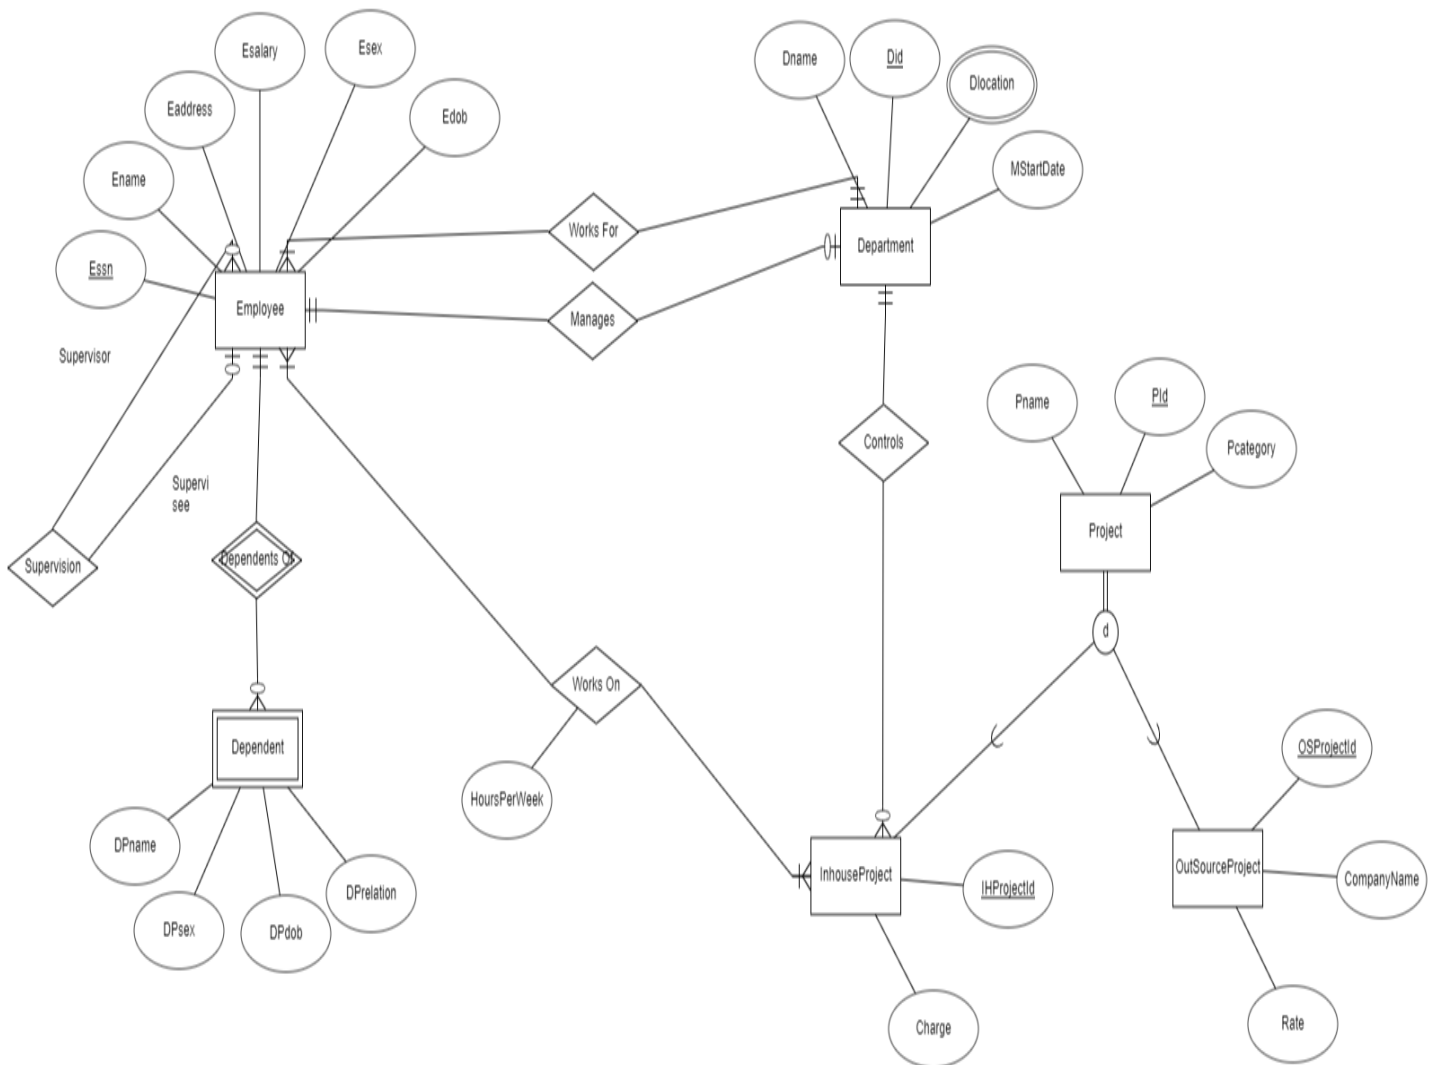 Esalary
Esex
Eaddress
Edob
Ename
Essn
Employee
Dname
Did
Dlocation
MStartDate
Works For
Department
Manages
Supervisor
Supervi
see
Supervision
Dependents Of
Controls
Pname
PId
Pcategory
Project
d
Works On
HoursPerWeek
Dependent
DPname
DPsex
DPdob
DPrelation
InhouseProject
IHProjectId
Charge
OSProjectId
OutSourceProject
CompanyName
Rate